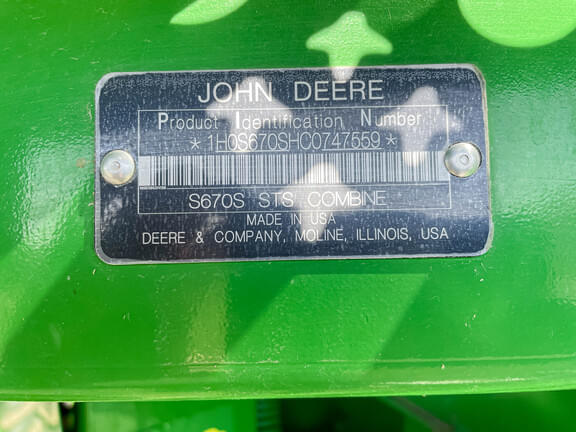 JOHN DEERE
Product Identification Number
*1H0S670SHC0747559*
S670S STS COMBINE
MADE IN USA
DEERE & COMPANY, MOLINE, ILLINOIS, USA